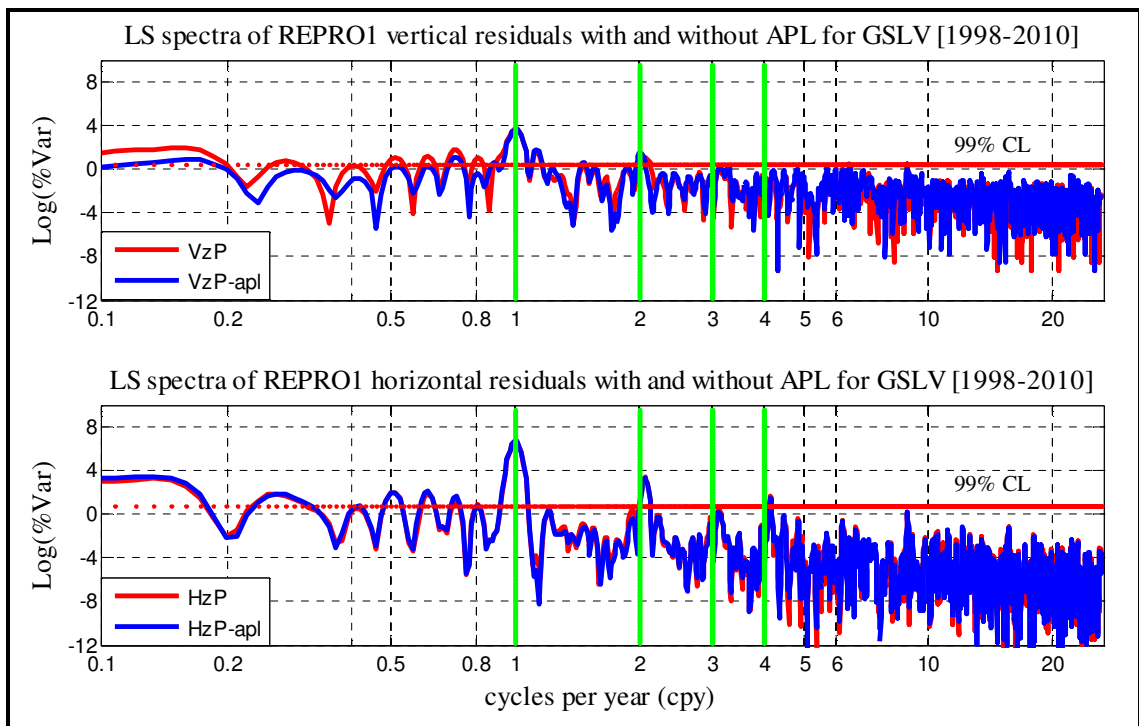 LS spectra of REPRO1 vertical residuals with and without APL for GSLV [1998-2010]
8
4
0
-4
-8
-12
Log(%Var)
99% CL
VzP
VzP-apl
0.1 0.2 0.5 0.8 1 2 3 4 5 6 10 20
LS spectra of REPRO1 horizontal residuals with and without APL for GSLV [1998-2010]
8
4
0
-4
-8
-12
Log(%Var)
99% CL
HzP
HzP-apl
0.1 0.2 0.5 0.8 1 2 3 4 5 6 10 20
cycles per year (cpy)